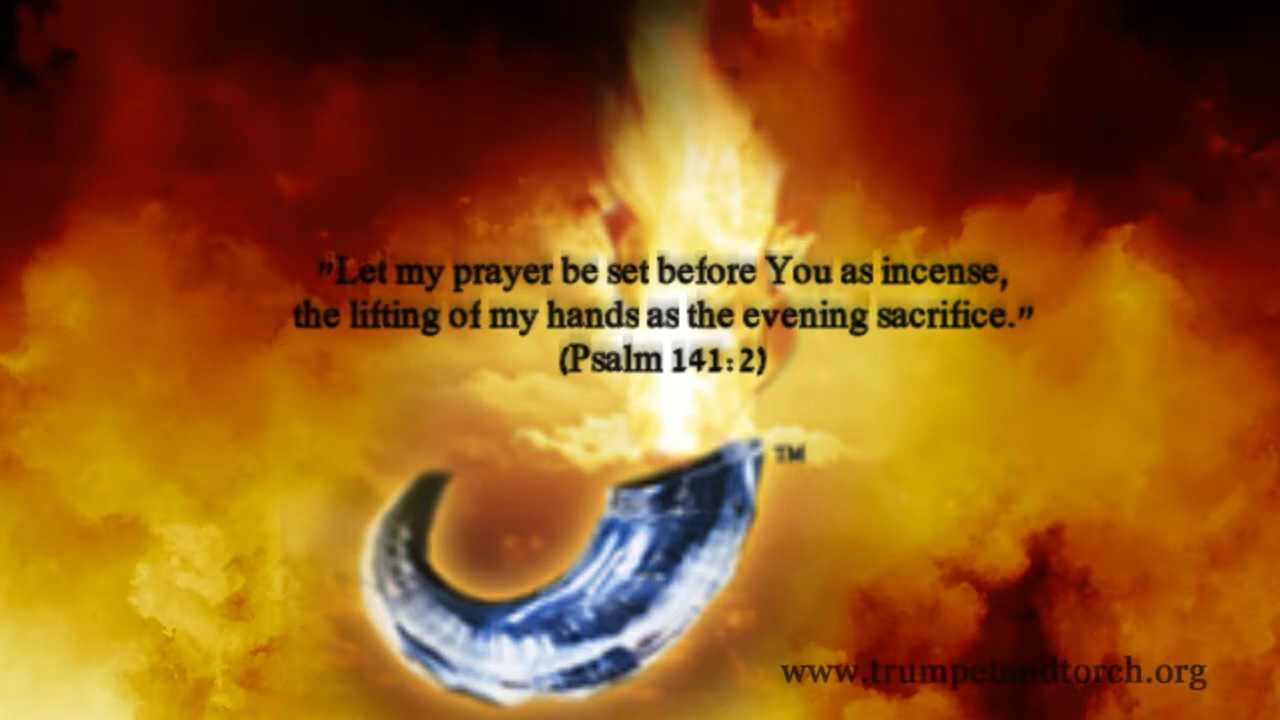 "Let my prayer be set before You as incense,
the lifting of my hands as the evening sacrifice."
(Psalm 141:2)
TM
www.trumpetandtorch.org